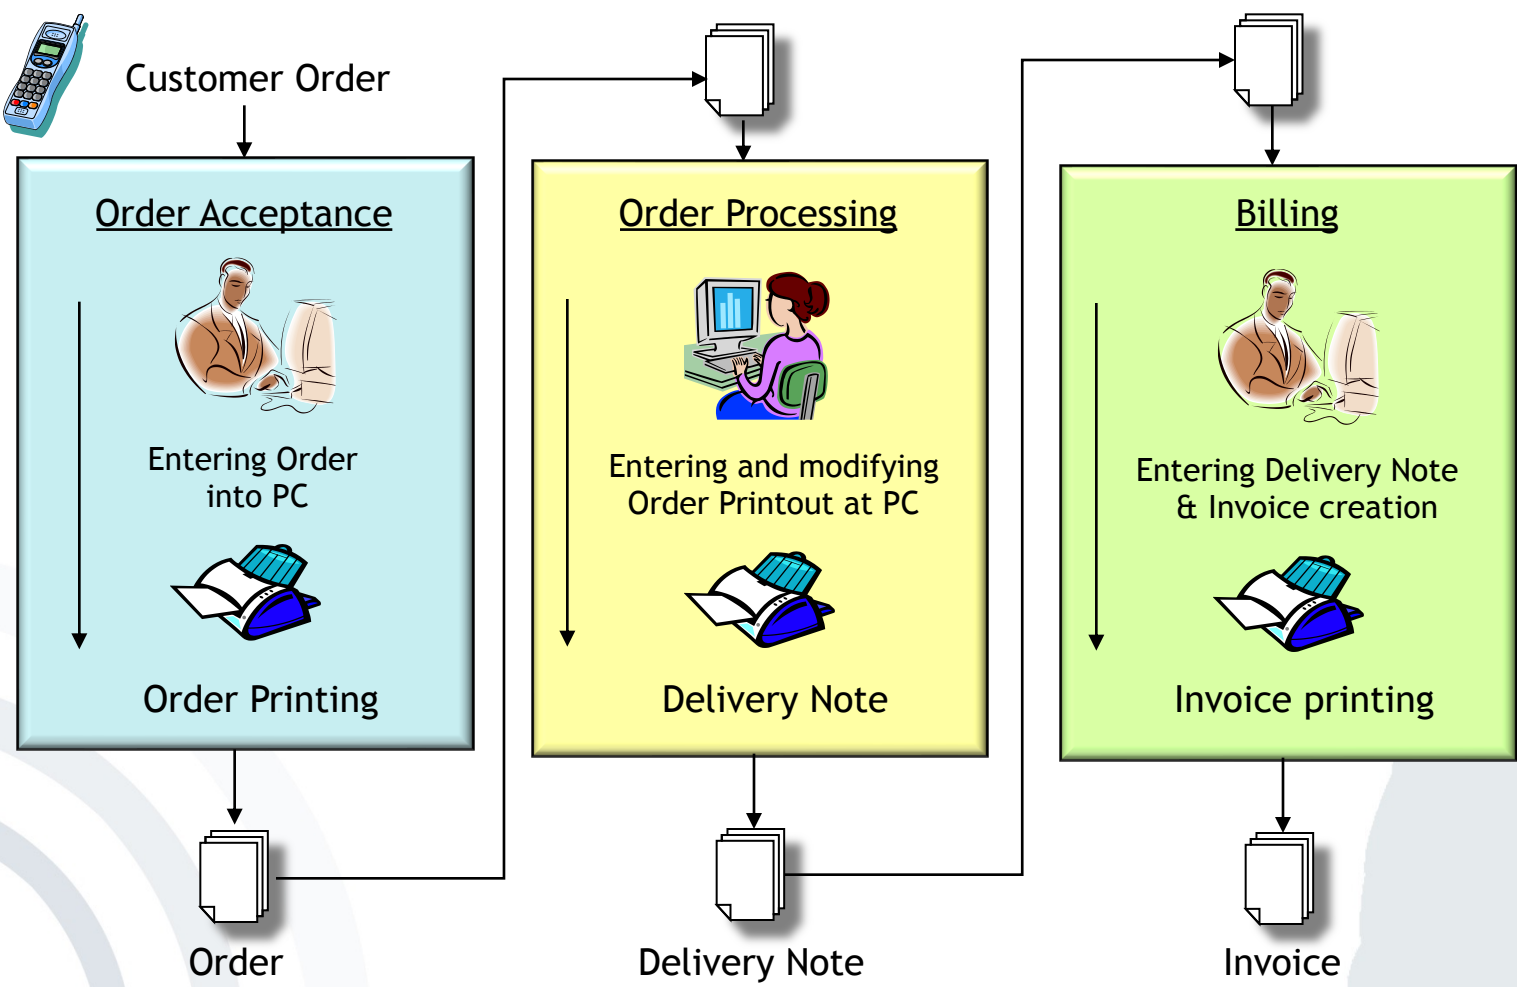 Customer Order
Order Acceptance
Entering Order
into PC
Order Printing
Order
Order Processing
Entering and modifying
Order Printout at PC
Delivery Note
Delivery Note
Billing
Entering Delivery Note
& Invoice creation
Invoice printing
Invoice